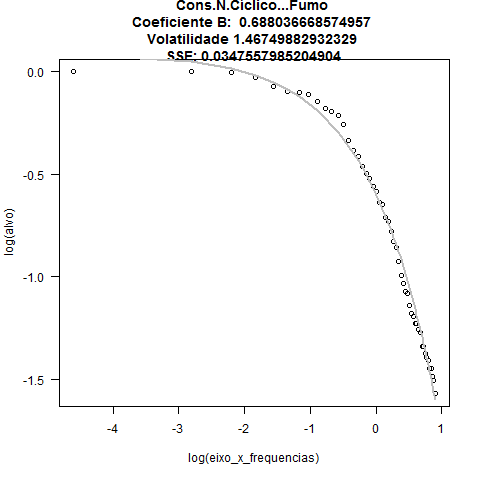 Cons.N.Ciclico...Fumo
Coeficiente B:  0.688036668574957
Volatilidade 1.46749882932329
SSE: 0.0347557985204904
0.0
-0.5
-1.0
-1.5
log(alvo)
-4
-3
-2
-1
0
1
log(eixo_x_frequencias)